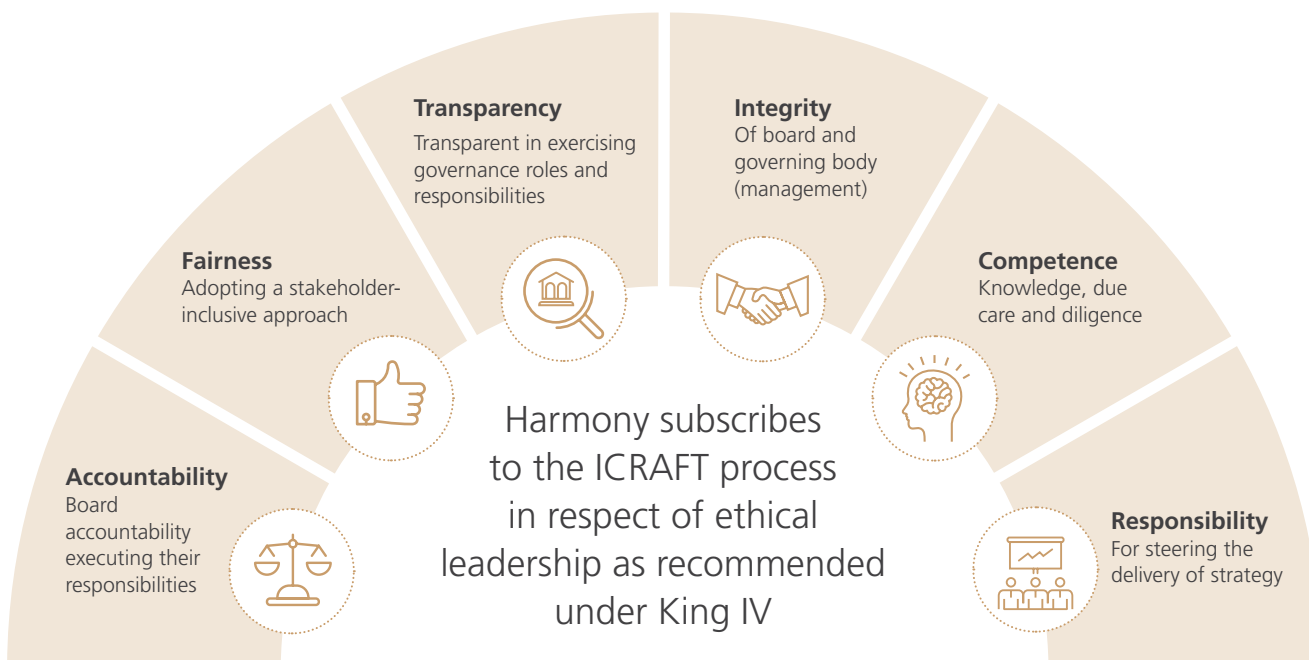 Transparency
Transparent in exercising
governance roles and
responsibilities
Integrity
Of board and
governing body
(management)
Fairness
Adopting a stakeholder-
inclusive approach
Competence
Knowledge, due
care and diligence
Accountability
Board
accountability
executing their
responsibilities
Harmony subscribes
to the ICRAFT process
in respect of ethical
leadership as recommended
under King IV
Responsibility
For steering the
delivery of strategy